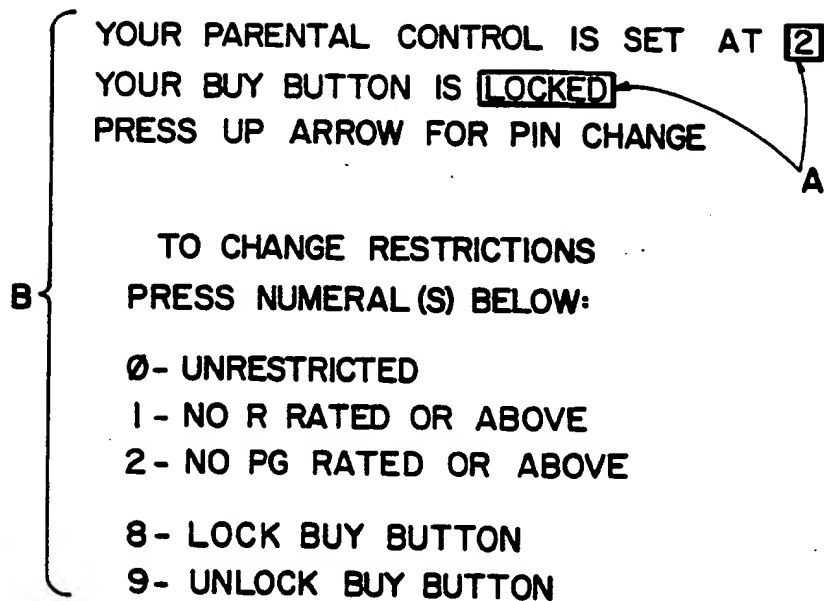 YOUR PARENTAL CONTROL IS SET AT 2
YOUR BUY BUTTON IS LOCKED
PRESS UP ARROW FOR PIN CHANGE
A
TO CHANGE RESTRICTIONS
B
PRESS NUMERAL(S) BELOW:
Ø- UNRESTRICTED
1- NO R RATED OR ABOVE
2- NO PG RATED OR ABOVE
8- LOCK BUY BUTTON
9- UNLOCK BUY BUTTON